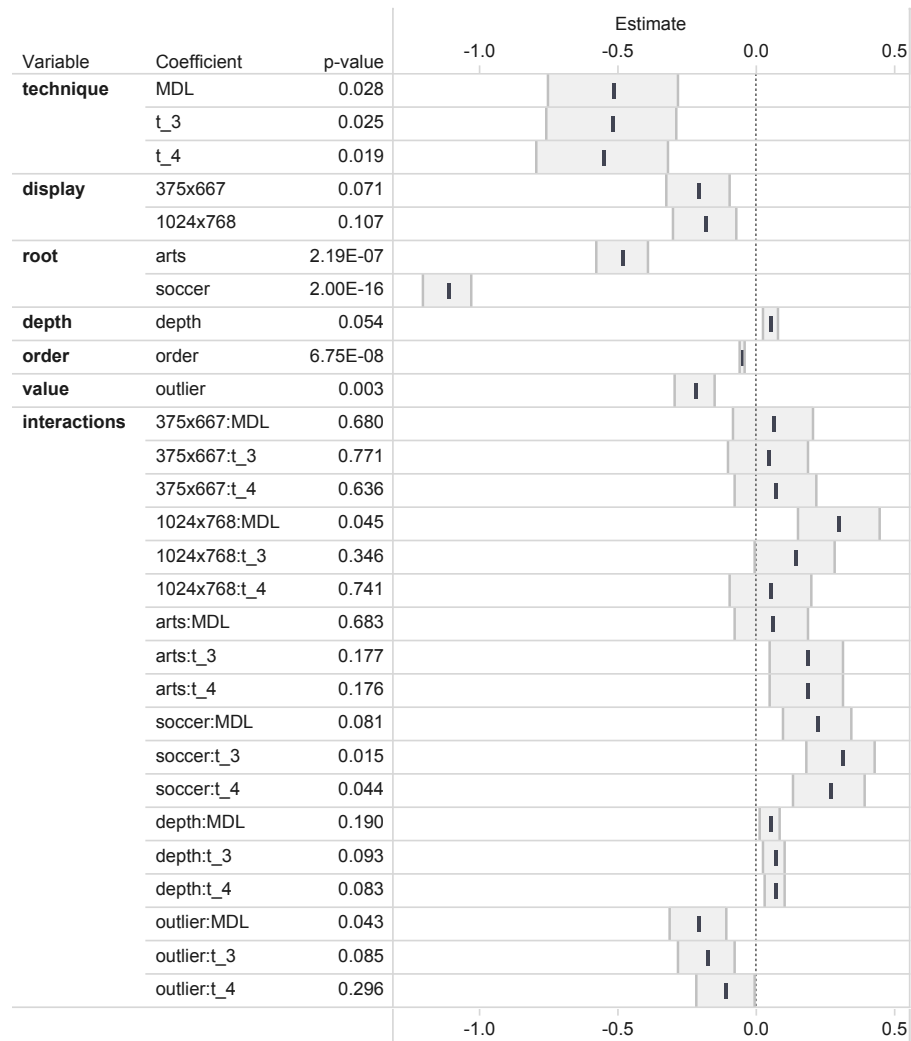 Estimate
-1.0 -0.5 0.0 0.5
Variable Coefficient p-value
technique MDL 0.028
t_3 0.025
t_4 0.019
display 375x667 0.071
1024x768 0.107
root arts 2.19E-07
soccer 2.00E-16
depth depth 0.054
order order 6.75E-08
value outlier 0.003
interactions 375x667:MDL 0.680
375x667:t_3 0.771
375x667:t_4 0.636
1024x768:MDL 0.045
1024x768:t_3 0.346
1024x768:t_4 0.741
arts:MDL 0.683
arts:t_3 0.177
arts:t_4 0.176
soccer:MDL 0.081
soccer:t_3 0.015
soccer:t_4 0.044
depth:MDL 0.190
depth:t_3 0.093
depth:t_4 0.083
outlier:MDL 0.043
outlier:t_3 0.085
outlier:t_4 0.296
-1.0 -0.5 0.0 0.5